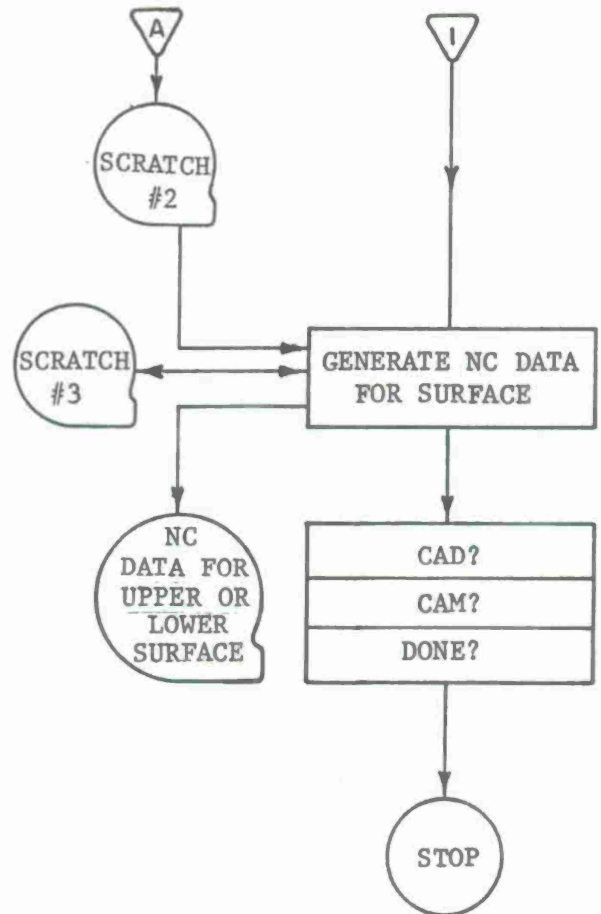 A
I
SCRATCH
#2
SCRATCH
#3
GENERATE NC DATA
FOR SURFACE
NC
DATA FOR
UPPER OR
LOWER
SURFACE
CAD?
CAM?
DONE?
STOP